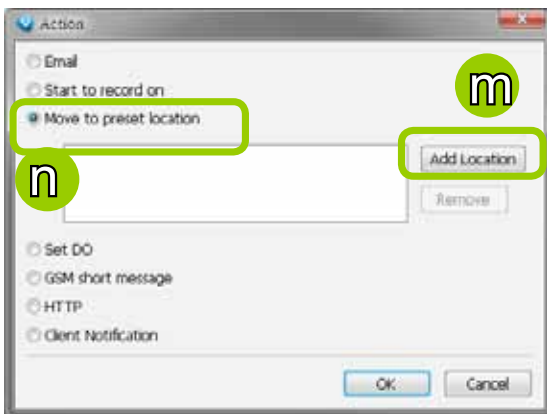 Action
Email
Start to record on
m
Move to preset location
Add Location
n
Remove
Set DO
GSM short message
HTTP
Client Notification
OK Cancel